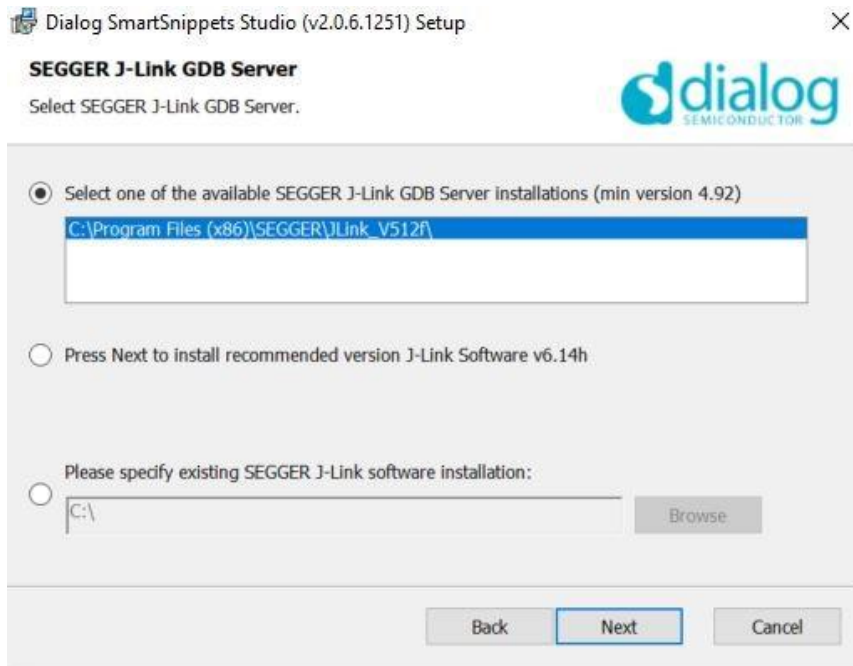 Dialog SmartSnippets Studio (v2.0.6.1251) Setup
SEGGER J-Link GDB Server
Select SEGGER J-Link GDB Server.
dialog
SEMICONDUCTOR
Select one of the available SEGGER J-Link GDB Server installations (min version 4.92)
C:\Program Files (x86)\SEGGER\JLink_V512f\
Press Next to install recommended version J-Link Software v6.14h
Please specify existing SEGGER J-Link software installation:
C:\
Browse
Back
Next
Cancel